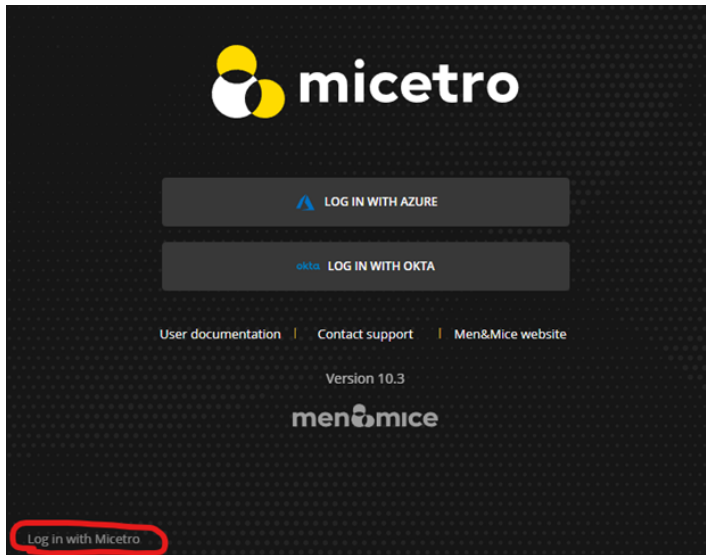 micetro
LOG IN WITH AZURE
okta LOG IN WITH OKTA
User documentation | Contact support | Men&Mice website
Version 10.3
men&mice
Log in with Micetro